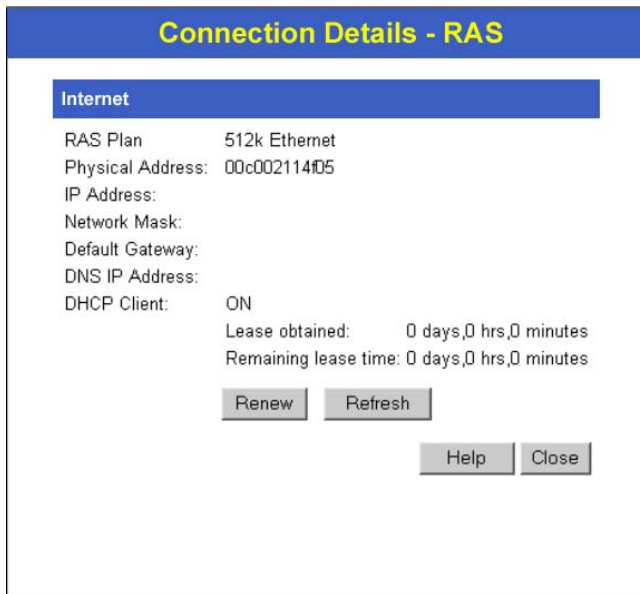 Connection Details - RAS
Internet
RAS Plan 512k Ethernet
Physical Address: 00c002114f05
IP Address:
Network Mask:
Default Gateway:
DNS IP Address:
DHCP Client: ON
Lease obtained: 0 days,0 hrs,0 minutes
Remaining lease time: 0 days,0 hrs,0 minutes
Renew Refresh
Help Close